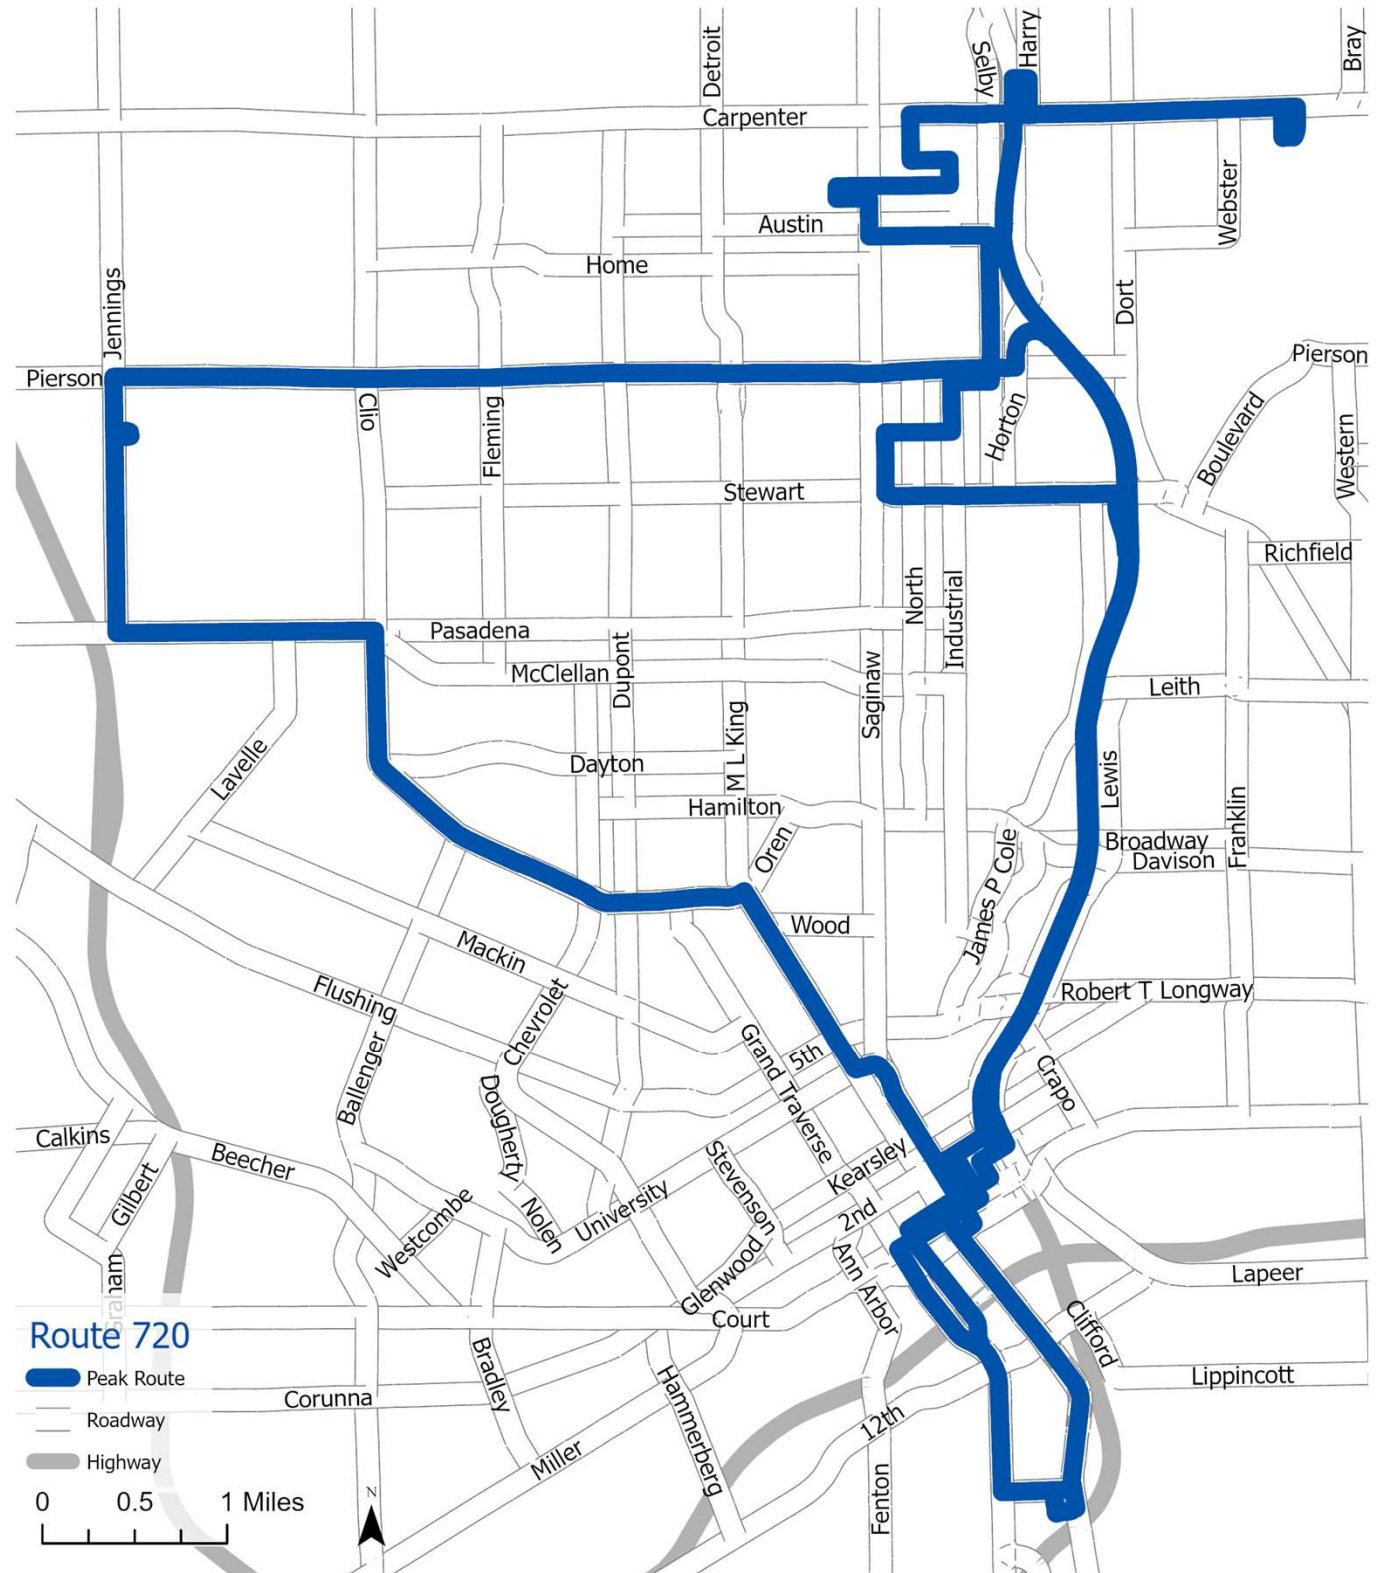 Harry
Selby
Detroit
Bray
Carpenter
Webster
Austin
Home
Jennings
Dort
Pierson
Pierson
Clio
Fleming
Horton
Boulevard
Western
Stewart
Richfield
North
Industrial
Pasadena
McClellan
Dupont
Saginaw
Leith
M L King
Lavelle
Dayton
Lewis
Hamilton
Franklin
Oren
James P Cole
Broadway
Davison
Wood
Mackin
Flushing
Chevrolet
Robert T Longway
Ballenger
Grand Traverse
5th
Crapo
Dougherty
Calkins
Beecher
Gilbert
Stevenson
Kearsley
University
2nd
Westcombe
Nolen
Glenwood
Ann Arbor
Lapeer
Graham
Court
Clifford
Route 720
Peak Route
Bradley
Lippincott
Corunna
Hammerberg
Roadway
12th
Highway
Miller
Fenton
N
0 0.5 1 Miles